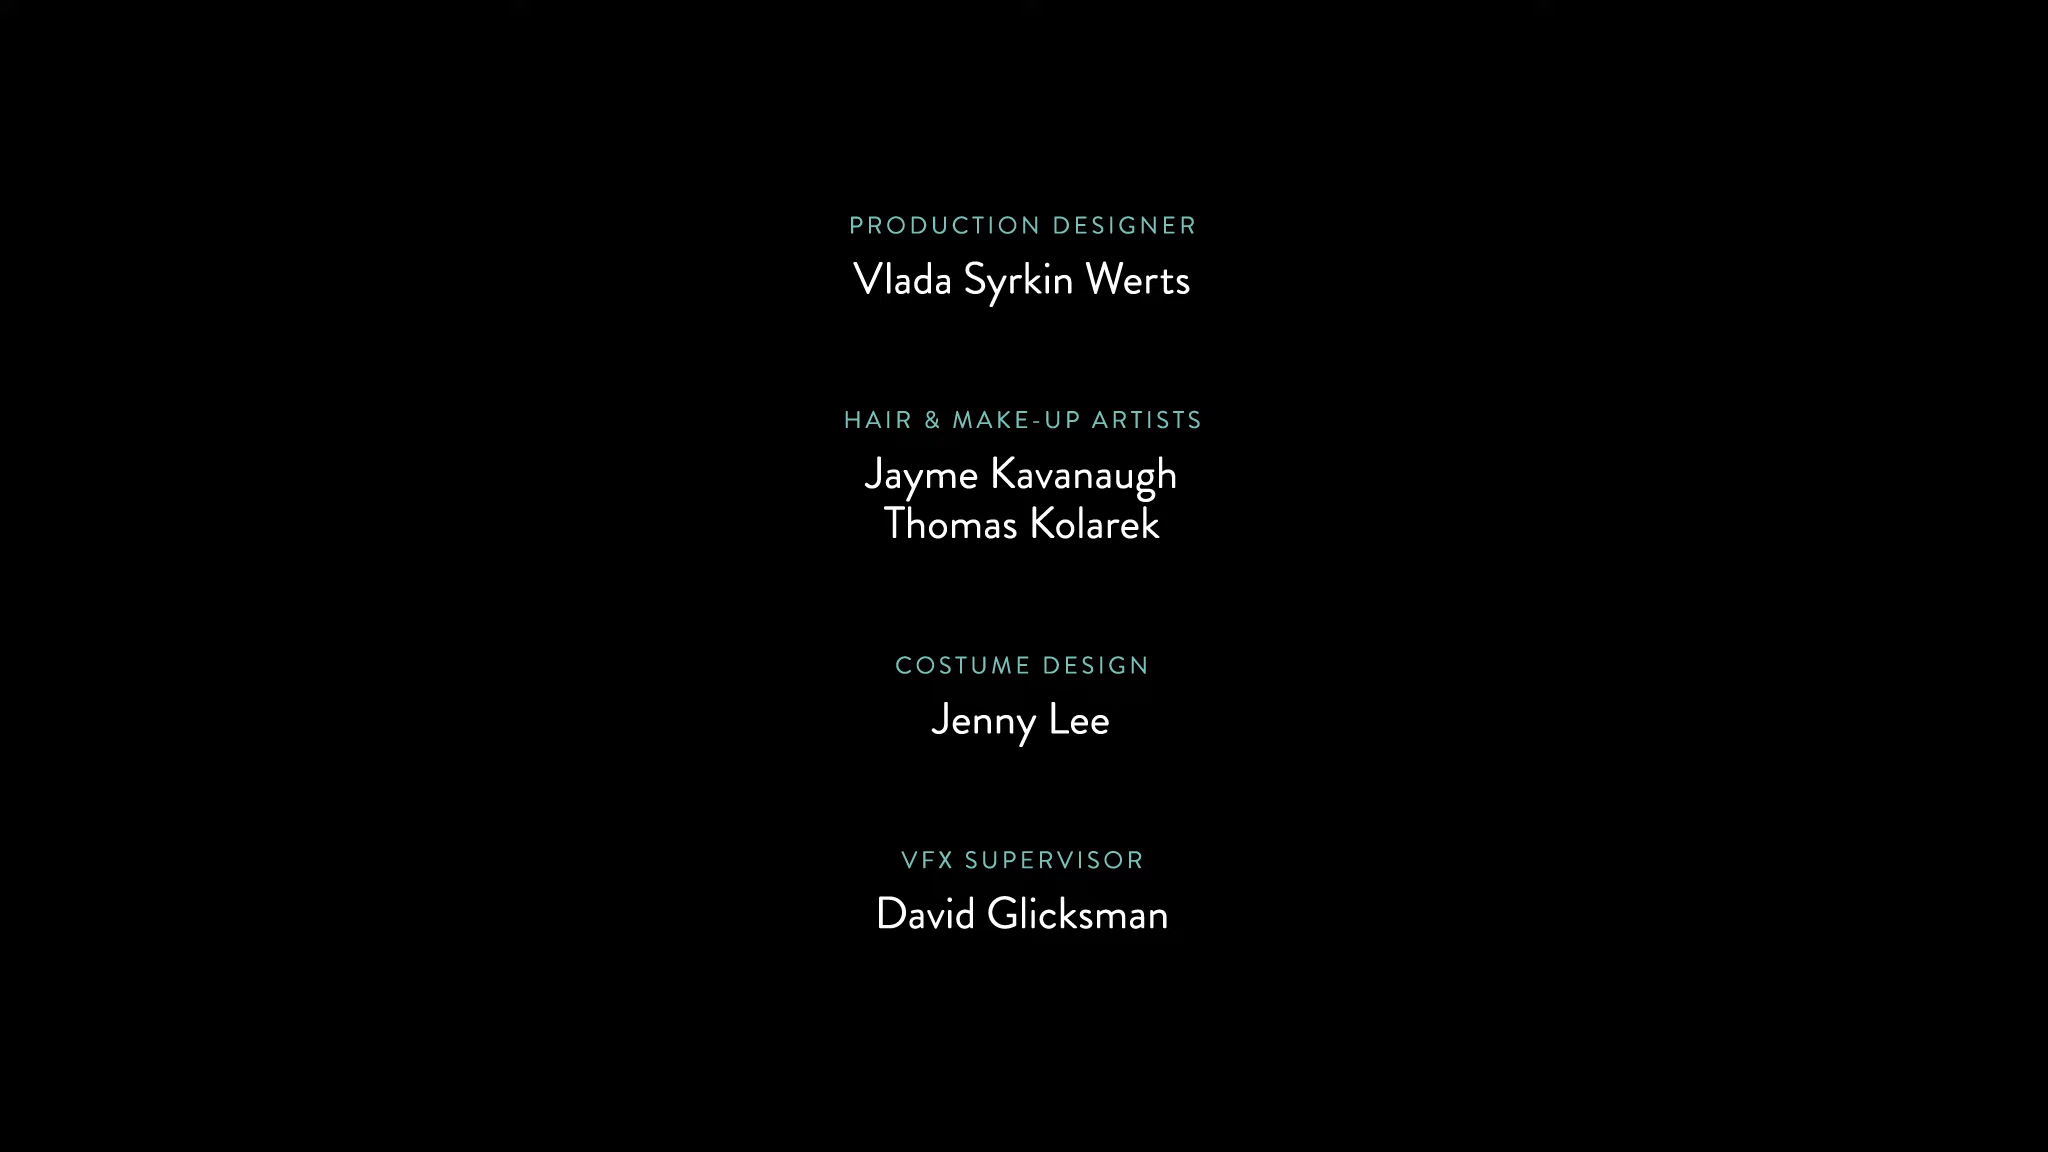 PRODUCTION DESIGNER
Vlada Syrkin Werts
HAIR & MAKE-UP ARTISTS
Jayme Kavanaugh
Thomas Kolarek
COSTUME DESIGN
Jenny Lee
VFX SUPERVISOR
David Glicksman